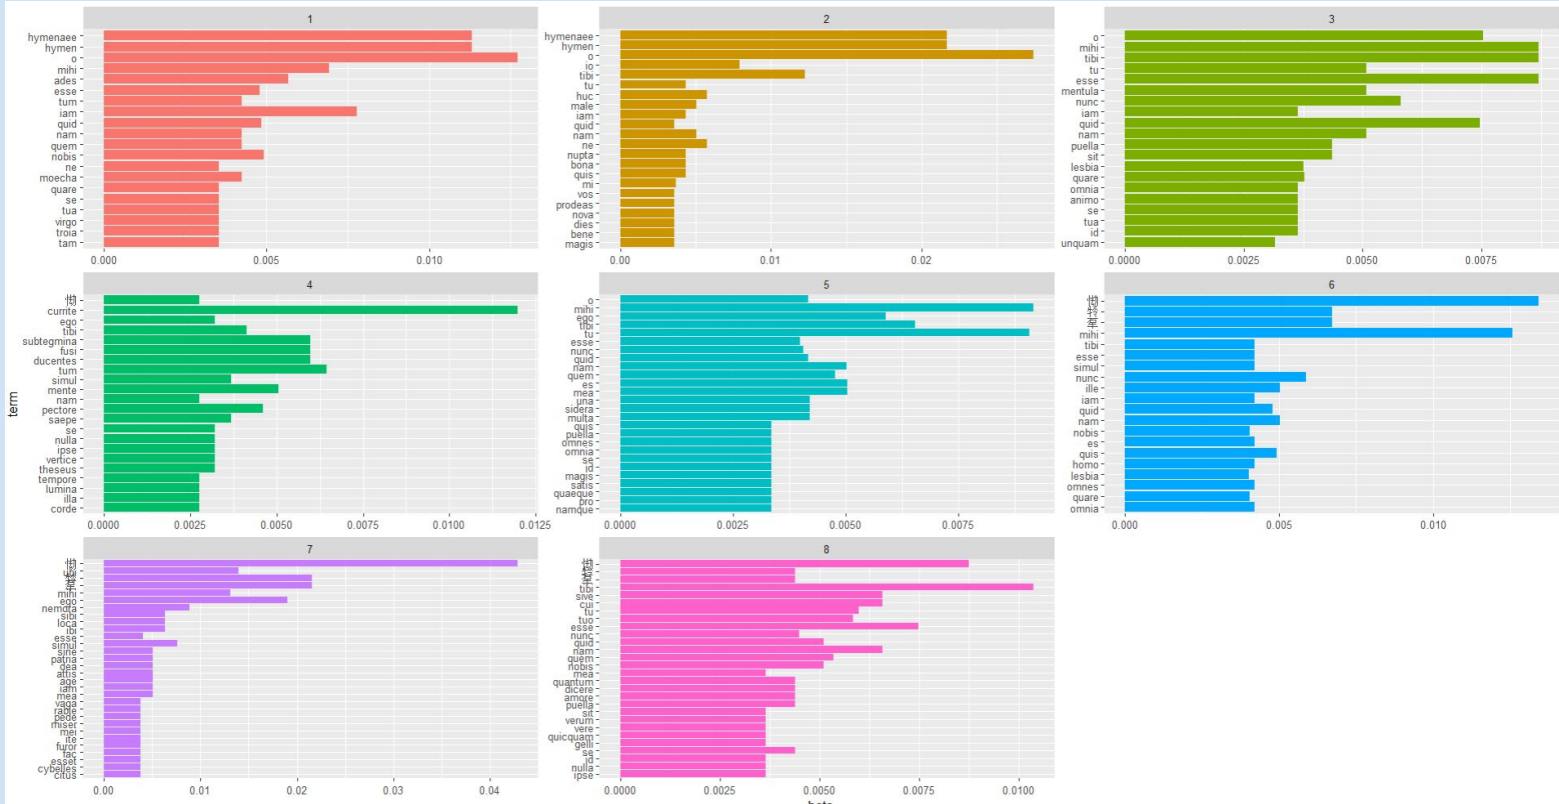 term
1
hymenaee
hymen
o
mihi
ades
esse
tum
iam
quid
nam
quem
nobis
ne
moecha
quare
se
tua
virgo
troia
tam
0.000 0.005 0.010
2
hymenaee
hymen
o
io
tibi
tu
huc
male
iam
quid
nam
ne
nupta
bona
quis
mi
vos
prodeas
nova
dies
bene
magis
0.00 0.01 0.02
3
o
mihi
tibi
tu
esse
mentula
nunc
iam
quid
nam
puella
sit
lesbia
quare
omnia
animo
se
tua
id
unquam
0.0000 0.0025 0.0050 0.0075
4
currite
ego
tibi
subtegmina
fusi
ducentes
tum
simul
mente
nam
pectore
saepe
se
nulla
ipse
vertice
theseus
tempore
lumina
illa
corde
0.0000 0.0025 0.0050 0.0075 0.0100 0.0125
5
o
mihi
ego
tibi
tu
esse
nunc
quid
nam
quem
es
mea
una
sidera
multa
quis
puella
omnes
omnia
se
id
magis
satis
quaeque
pro
namque
0.0000 0.0025 0.0050 0.0075
6
mihi
tibi
esse
simul
nunc
ille
iam
quid
nam
nobis
es
quis
homo
lesbia
omnes
quare
omnia
0.000 0.005 0.010
7
mihi
ego
nemora
sibi
loca
ibi
esse
simul
sine
patria
dea
attis
age
iam
mea
vaga
rabie
pede
miser
mei
ite
furor
fac
esset
cybelles
citus
0.00 0.01 0.02 0.03 0.04
8
tibi
sive
cui
tu
tuo
esse
nunc
quid
nam
quem
nobis
mea
quantum
dicere
amore
puella
sit
verum
vere
quicquam
gelli
se
id
nulla
ipse
0.0000 0.0025 0.0050 0.0075 0.0100